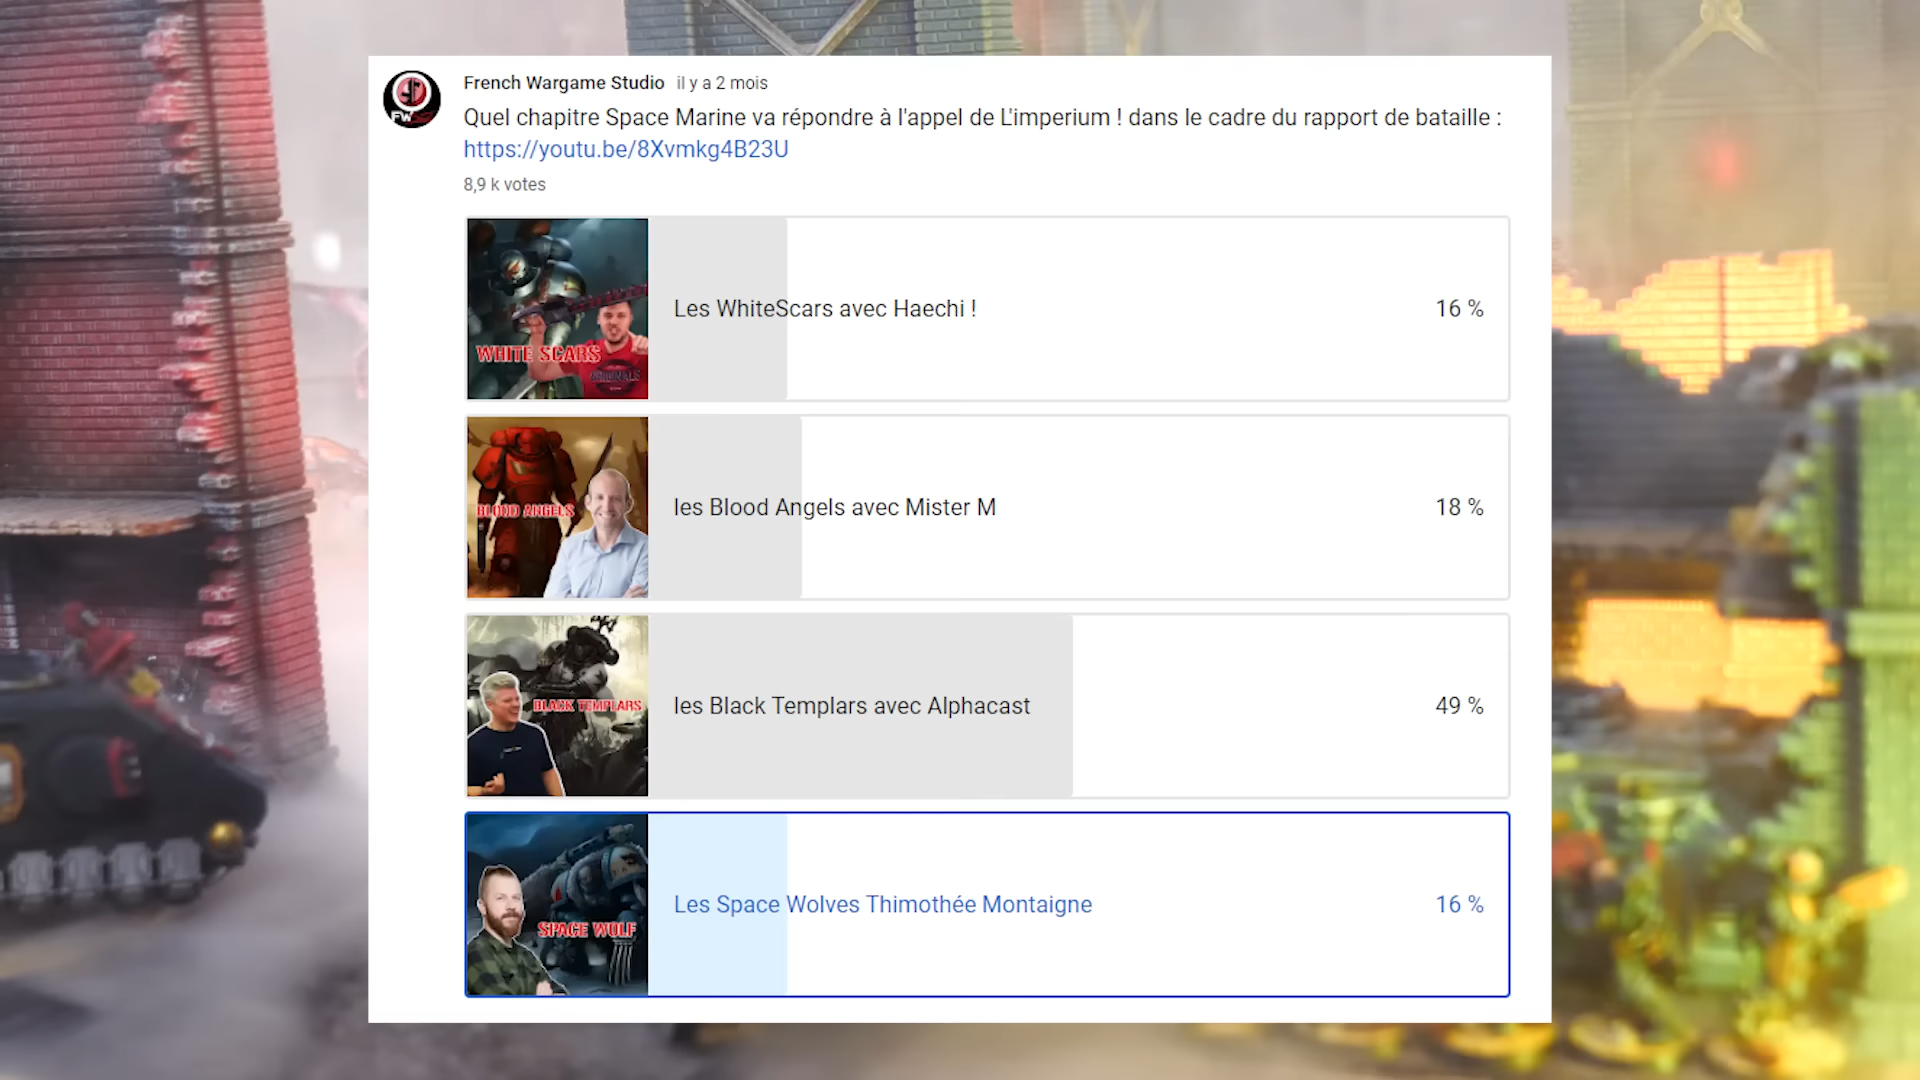 French Wargame Studio il y a 2 mois
Quel chapitre Space Marine va répondre à l'appel de L'imperium ! dans le cadre du rapport de bataille :
https://youtu.be/8Xvmkg4B23U
8,9 k votes
FW
WHITE SCARS
Les WhiteScars avec Haechi !
16 %
BLOOD ANGELS
les Blood Angels avec Mister M
18 %
BLACK TEMPLARS
les Black Templars avec Alphacast
49 %
SPACE WOLF
Les Space Wolves Thimothée Montaigne
16 %